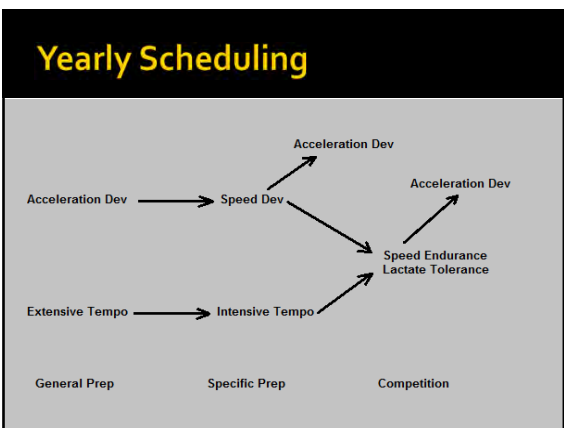 Yearly Scheduling
Acceleration Dev
Acceleration Dev
Acceleration Dev
Speed Dev
Speed Endurance
Lactate Tolerance
Extensive Tempo
Intensive Tempo
General Prep
Specific Prep
Competition